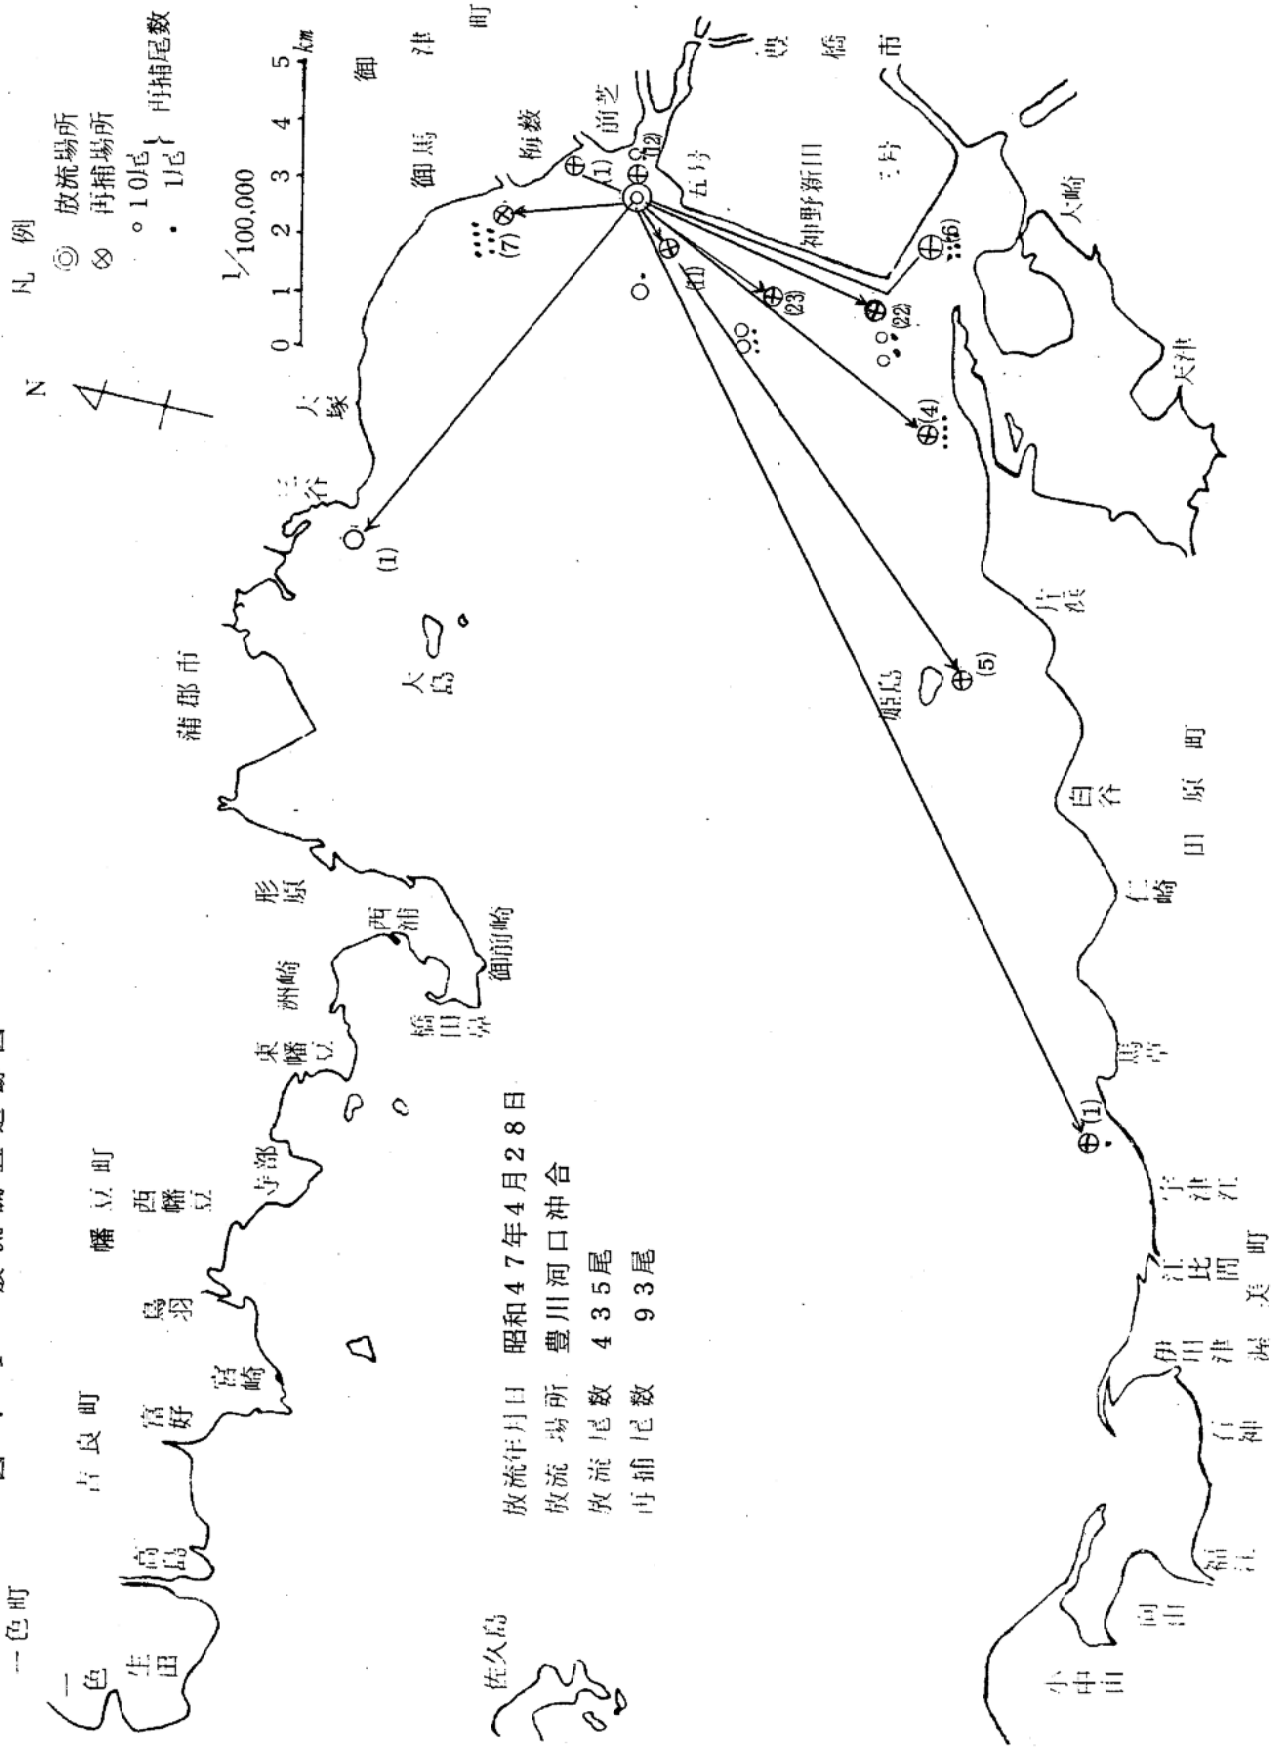 凡例
◎ 放流場所
⊗ 再捕場所
○ 10尾 } 再捕尾数
• 1尾
1/100,000
0 1 2 3 4 5 km
N
御津町
御馬
梅薮
前芝
豊橋市
五号
神野新田
三号
大崎
天津
大塚
三谷
蒲郡市
大島
形原
西浦
御前崎
橋田鼻
洲崎
東幡豆
幡豆町
西幡豆
寺部
鳥羽
宮崎
吉良町
富好
高島
一色町
一色
生田
佐久島
姫島
片浜
白谷
田原町
仁崎
馬草
宇津江
江比間
渥美町
伊川津
石神
福江
向山
小中山
(1)
(12)
(7)
(11)
(23)
(22)
(6)
(4)
(5)
(1)
(1)
放流年月日 昭和47年4月28日
放流場所 豊川河口沖合
放流尾数 435尾
再捕尾数 93尾